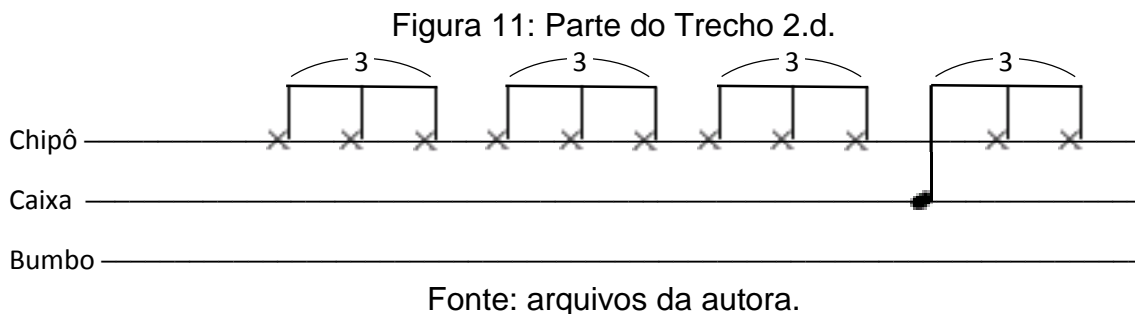 Figura 11: Parte do Trecho 2.d.
3 3 3 3
Chipô
Caixa
Bumbo
Fonte: arquivos da autora.